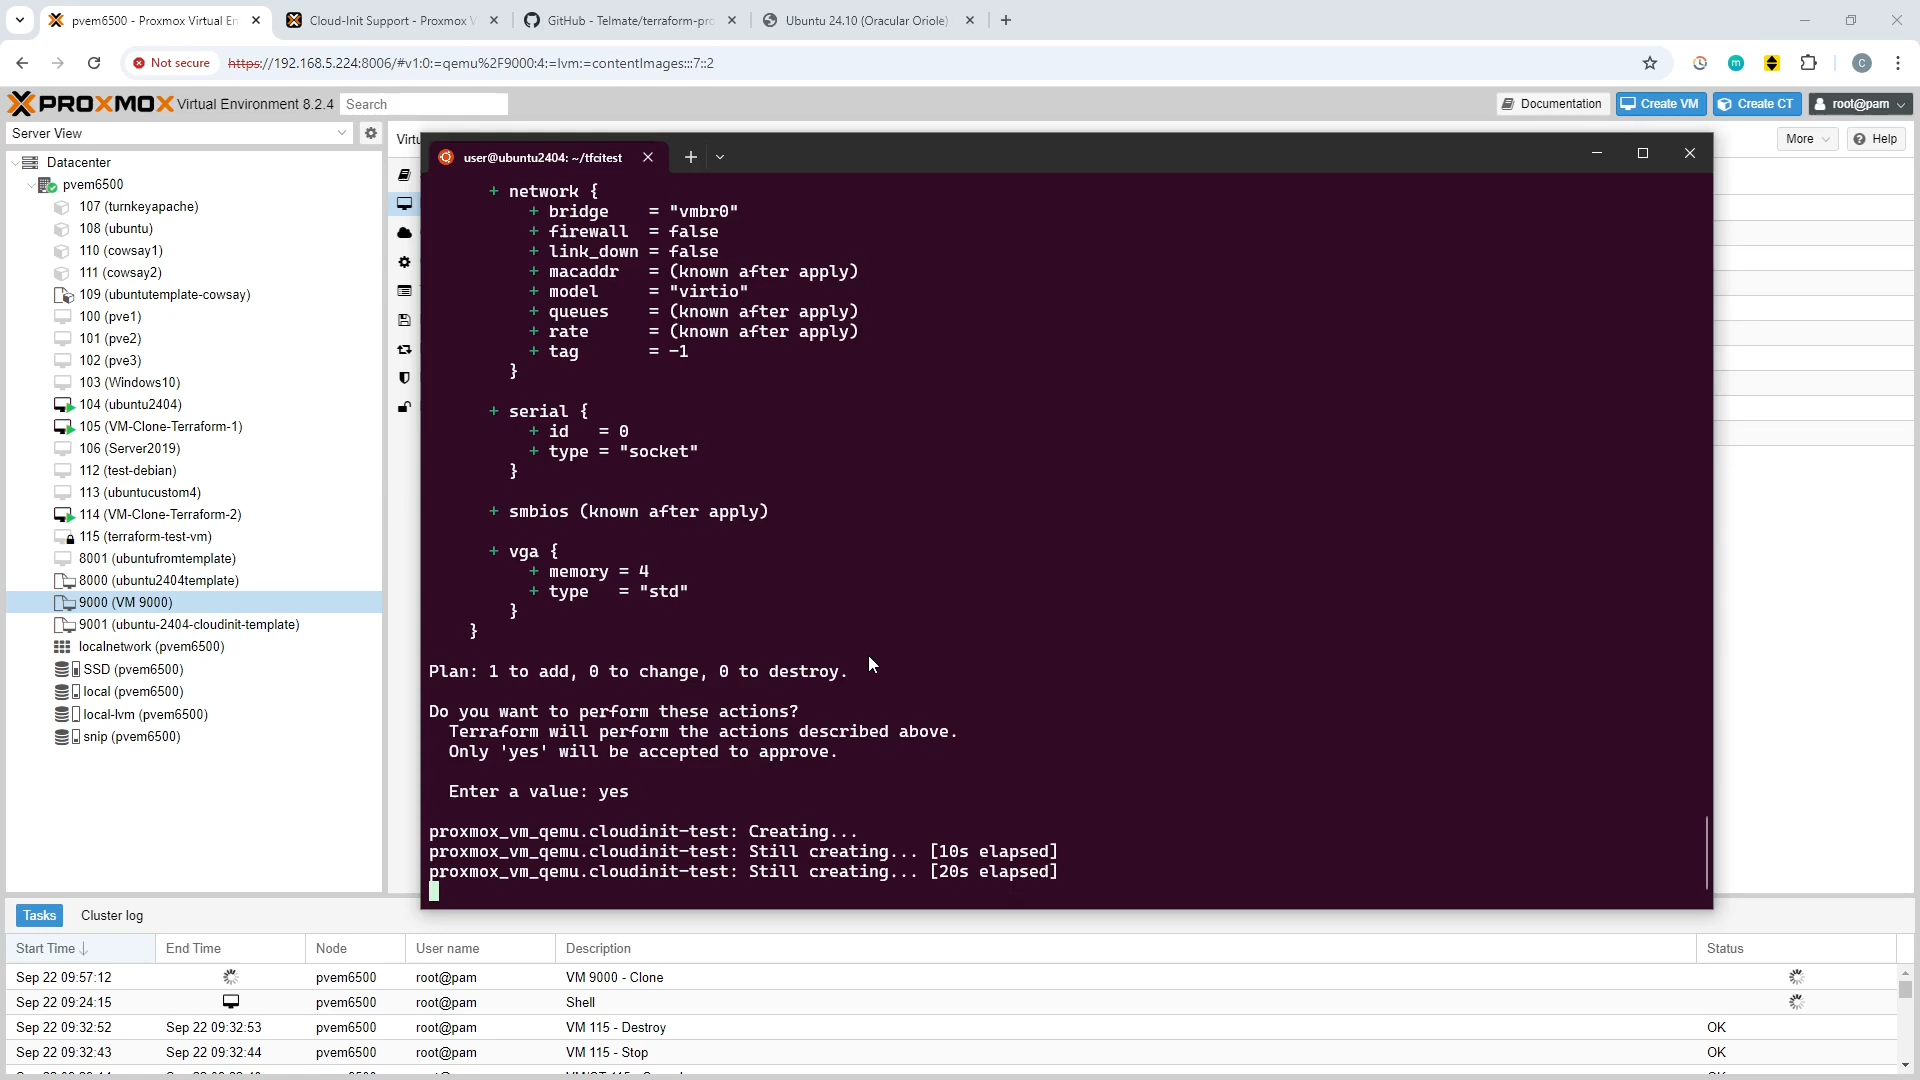 pvem6500 - Proxmox Virtual En
Cloud-Init Support - Proxmox V
GitHub - Telmate/terraform-pro
Ubuntu 24.10 (Oracular Oriole)
Not secure
https://192.168.5.224:8006/#v1:0:=qemu%2F9000:4:=lvm:=contentImages:::7::2
m
C
PROXMOX Virtual Environment 8.2.4
Search
Documentation
Create VM
Create CT
root@pam
Server View
Virtu
More
Help
Datacenter
pvem6500
107 (turnkeyapache)
108 (ubuntu)
110 (cowsay1)
111 (cowsay2)
109 (ubuntutemplate-cowsay)
100 (pve1)
101 (pve2)
102 (pve3)
103 (Windows10)
104 (ubuntu2404)
105 (VM-Clone-Terraform-1)
106 (Server2019)
112 (test-debian)
113 (ubuntucustom4)
114 (VM-Clone-Terraform-2)
115 (terraform-test-vm)
8001 (ubuntufromtemplate)
8000 (ubuntu2404template)
9000 (VM 9000)
9001 (ubuntu-2404-cloudinit-template)
localnetwork (pvem6500)
SSD (pvem6500)
local (pvem6500)
local-lvm (pvem6500)
snip (pvem6500)
user@ubuntu2404: ~/tfcitest
+ network {
+ bridge = "vmbr0"
+ firewall = false
+ link_down = false
+ macaddr = (known after apply)
+ model = "virtio"
+ queues = (known after apply)
+ rate = (known after apply)
+ tag = -1
}
+ serial {
+ id = 0
+ type = "socket"
}
+ smbios (known after apply)
+ vga {
+ memory = 4
+ type = "std"
}
}
Plan: 1 to add, 0 to change, 0 to destroy.
Do you want to perform these actions?
Terraform will perform the actions described above.
Only 'yes' will be accepted to approve.
Enter a value: yes
proxmox_vm_qemu.cloudinit-test: Creating...
proxmox_vm_qemu.cloudinit-test: Still creating... [10s elapsed]
proxmox_vm_qemu.cloudinit-test: Still creating... [20s elapsed]
Tasks
Cluster log
Start Time End Time Node User name Description Status
Sep 22 09:57:12 pvem6500 root@pam VM 9000 - Clone
Sep 22 09:24:15 pvem6500 root@pam Shell
Sep 22 09:32:52 Sep 22 09:32:53 pvem6500 root@pam VM 115 - Destroy OK
Sep 22 09:32:43 Sep 22 09:32:44 pvem6500 root@pam VM 115 - Stop OK